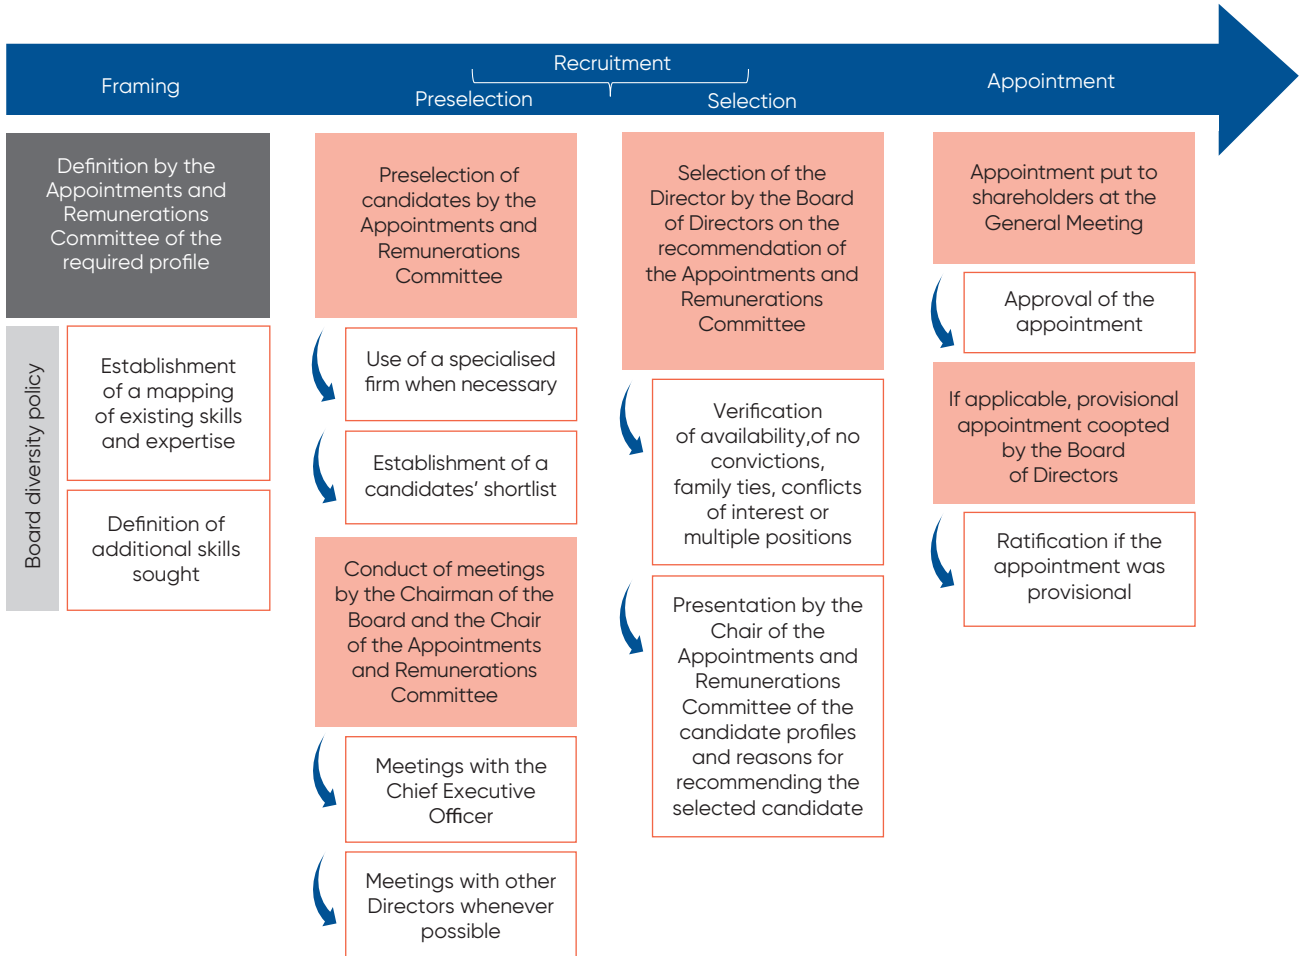 Framing
Recruitment
Preselection
Selection
Appointment
Definition by the
Appointments and
Remunerations
Committee of the
required profile
Board diversity policy
Establishment
of a mapping
of existing skills
and expertise
Definition of
additional skills
sought
Preselection of
candidates by the
Appointments and
Remunerations
Committee
Use of a specialised
firm when necessary
Establishment of a
candidates’ shortlist
Conduct of meetings
by the Chairman of the
Board and the Chair
of the Appointments
and Remunerations
Committee
Meetings with the
Chief Executive
Officer
Meetings with other
Directors whenever
possible
Selection of the
Director by the Board
of Directors on the
recommendation of
the Appointments and
Remunerations
Committee
Verification
of availability,of no
convictions,
family ties, conflicts
of interest or
multiple positions
Presentation by the
Chair of the
Appointments and
Remunerations
Committee of the
candidate profiles
and reasons for
recommending the
selected candidate
Appointment put to
shareholders at the
General Meeting
Approval of the
appointment
If applicable, provisional
appointment coopted
by the Board
of Directors
Ratification if the
appointment was
provisional